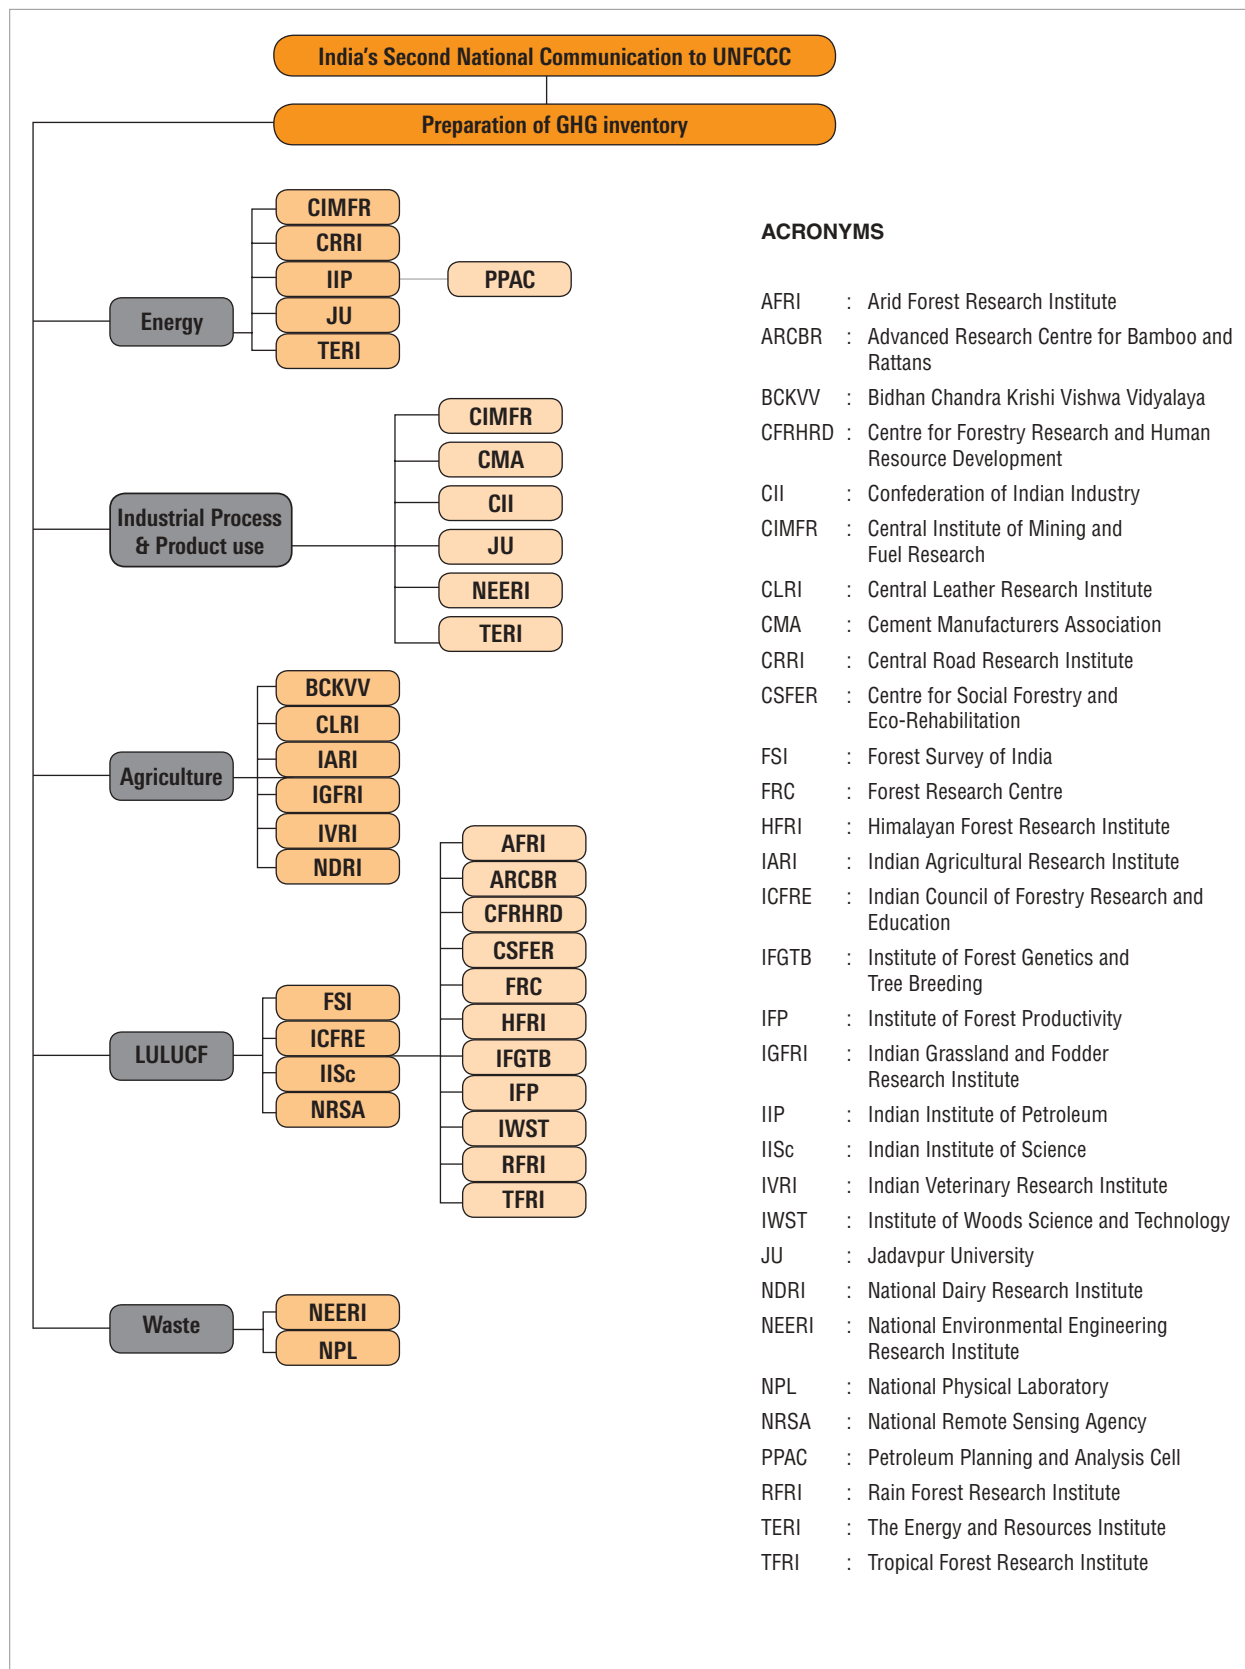 India's Second National Communication to UNFCCC
Preparation of GHG inventory
Energy
CIMFR
CRRI
IIP
JU
TERI
PPAC
Industrial Process
& Product use
CIMFR
CMA
CII
JU
NEERI
TERI
Agriculture
BCKVV
CLRI
IARI
IGFRI
IVRI
NDRI
LULUCF
FSI
ICFRE
IISc
NRSA
AFRI
ARCBR
CFRHRD
CSFER
FRC
HFRI
IFGTB
IFP
IWST
RFRI
TFRI
Waste
NEERI
NPL
ACRONYMS
AFRI : Arid Forest Research Institute
ARCBR : Advanced Research Centre for Bamboo and
Rattans
BCKVV : Bidhan Chandra Krishi Vishwa Vidyalaya
CFRHRD : Centre for Forestry Research and Human
Resource Development
CII : Confederation of Indian Industry
CIMFR : Central Institute of Mining and
Fuel Research
CLRI : Central Leather Research Institute
CMA : Cement Manufacturers Association
CRRI : Central Road Research Institute
CSFER : Centre for Social Forestry and
Eco-Rehabilitation
FSI : Forest Survey of India
FRC : Forest Research Centre
HFRI : Himalayan Forest Research Institute
IARI : Indian Agricultural Research Institute
ICFRE : Indian Council of Forestry Research and
Education
IFGTB : Institute of Forest Genetics and
Tree Breeding
IFP : Institute of Forest Productivity
IGFRI : Indian Grassland and Fodder
Research Institute
IIP : Indian Institute of Petroleum
IISc : Indian Institute of Science
IVRI : Indian Veterinary Research Institute
IWST : Institute of Woods Science and Technology
JU : Jadavpur University
NDRI : National Dairy Research Institute
NEERI : National Environmental Engineering
Research Institute
NPL : National Physical Laboratory
NRSA : National Remote Sensing Agency
PPAC : Petroleum Planning and Analysis Cell
RFRI : Rain Forest Research Institute
TERI : The Energy and Resources Institute
TFRI : Tropical Forest Research Institute